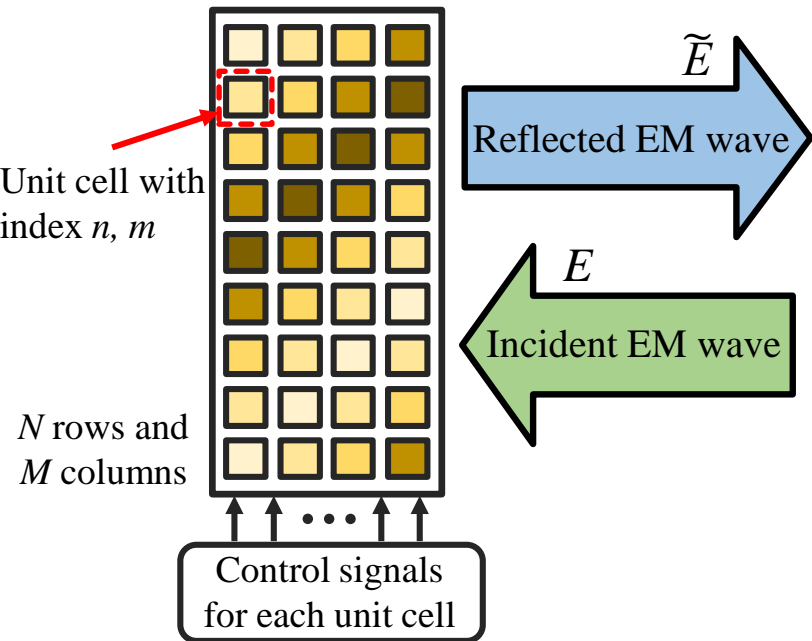 Ẽ
Reflected EM wave
Unit cell with
index n, m
E
Incident EM wave
N rows and
M columns
Control signals
for each unit cell